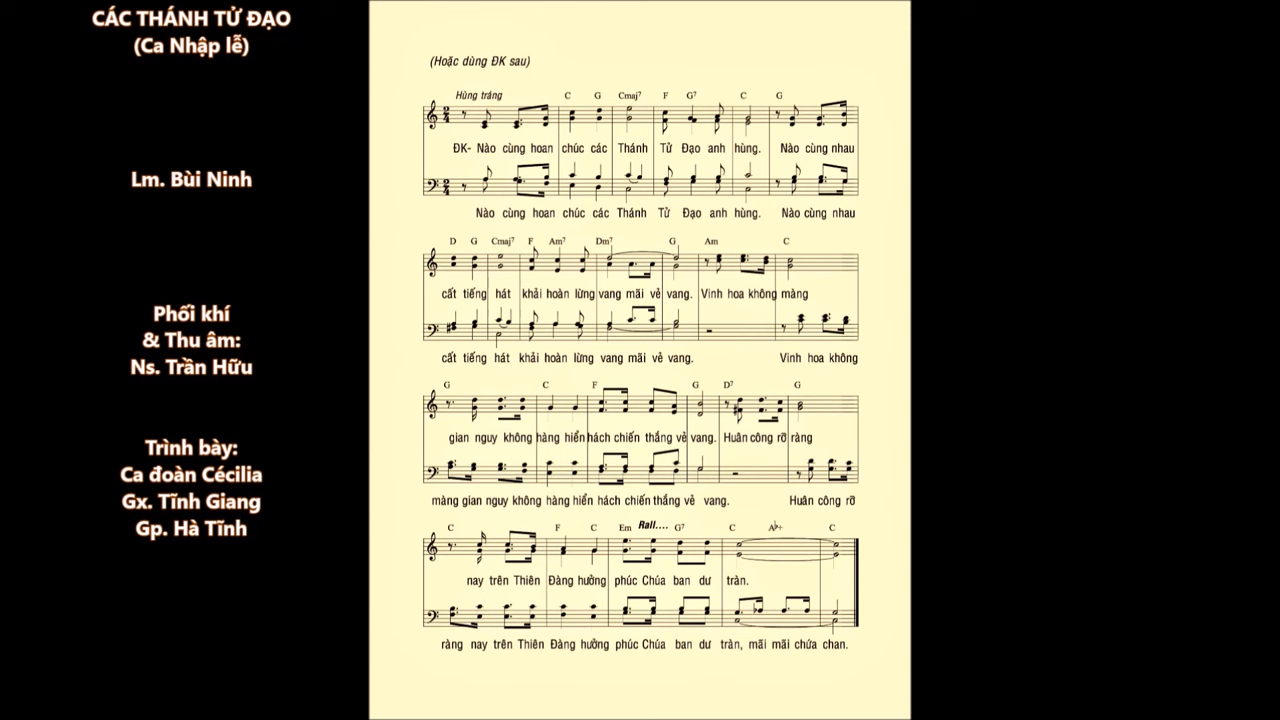 CÁC THÁNH TỬ ĐẠO
(Ca Nhập lễ)
Lm. Bùi Ninh
Phối khí
& Thu âm:
Ns. Trần Hữu
Trình bày:
Ca đoàn Cécilia
Gx. Tĩnh Giang
Gp. Hà Tĩnh
(Hoặc dùng ĐK sau)
Hùng tráng C G Cmaj7 F G7 C G
ĐK- Nào cùng hoan chúc các Thánh Tử Đạo anh hùng. Nào cùng nhau
Nào cùng hoan chúc các Thánh Tử Đạo anh hùng. Nào cùng nhau
D G Cmaj7 F Am7 Dm7 G Am C
cất tiếng hát khải hoàn lừng vang mãi vẻ vang. Vinh hoa không màng
cất tiếng hát khải hoàn lừng vang mãi vẻ vang. Vinh hoa không
G C F G D7 G
gian nguy không hàng hiển hách chiến thắng vẻ vang. Huân công rỡ ràng
màng gian nguy không hàng hiển hách chiến thắng vẻ vang. Huân công rỡ
C F C Em Rall.... G7 C A♭+ C
nay trên Thiên Đàng hưởng phúc Chúa ban dư tràn.
ràng nay trên Thiên Đàng hưởng phúc Chúa ban dư tràn, mãi mãi chứa chan.